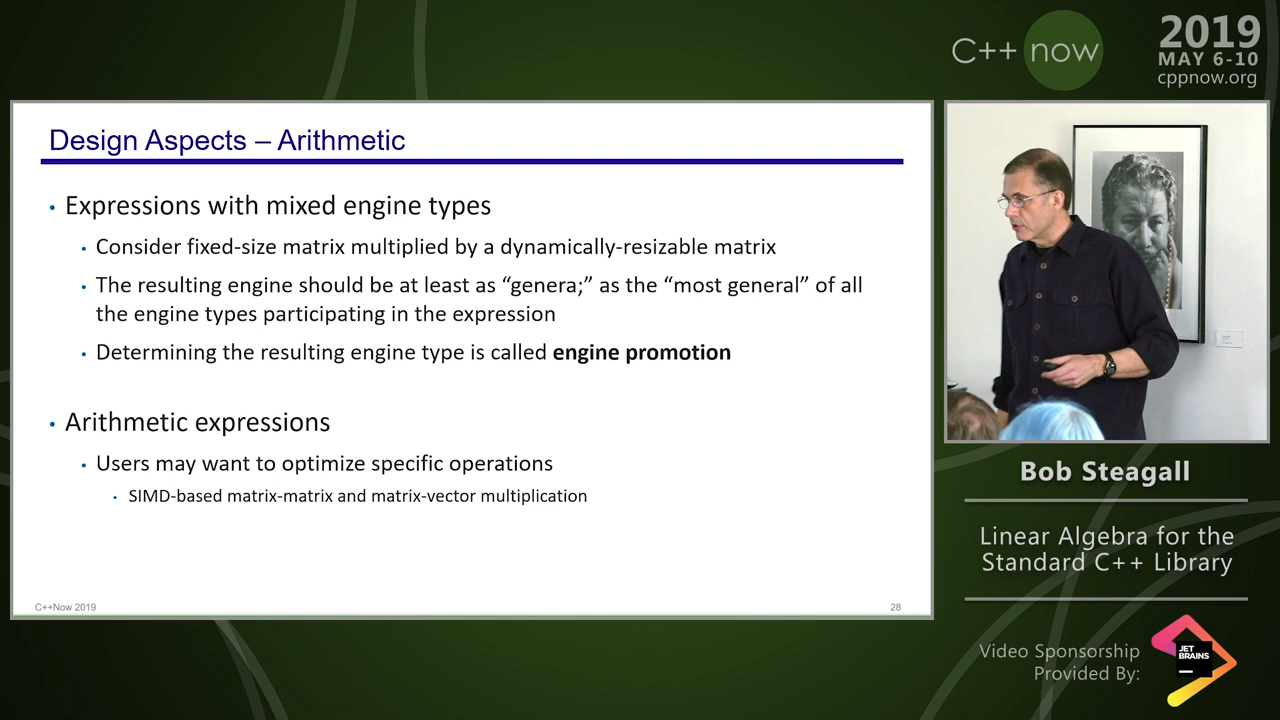 C++ now
2019
MAY 6-10
cppnow.org
Design Aspects – Arithmetic
• Expressions with mixed engine types
• Consider fixed-size matrix multiplied by a dynamically-resizable matrix
• The resulting engine should be at least as “genera;” as the “most general” of all
the engine types participating in the expression
• Determining the resulting engine type is called engine promotion
• Arithmetic expressions
• Users may want to optimize specific operations
• SIMD-based matrix-matrix and matrix-vector multiplication
C++Now 2019
28
Bob Steagall
Linear Algebra for the
Standard C++ Library
Video Sponsorship
Provided By:
JET
BRAINS